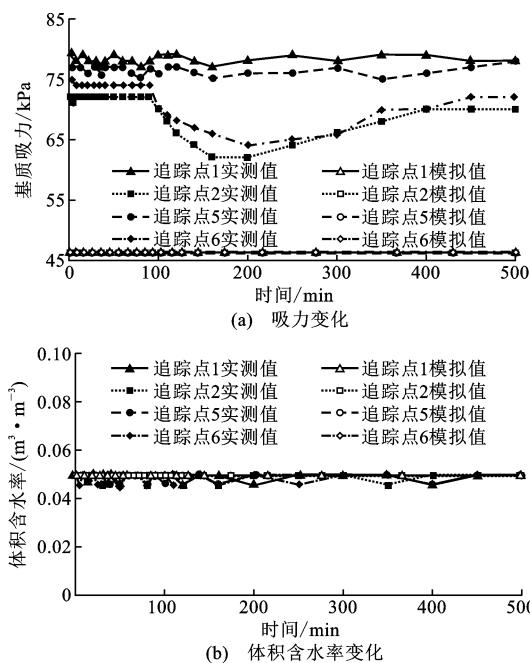 85
75
65
55
45
基质吸力/kPa
追踪点1实测值 追踪点1模拟值
追踪点2实测值 追踪点2模拟值
追踪点5实测值 追踪点5模拟值
追踪点6实测值 追踪点6模拟值
0 100 200 300 400 500
时间/min
(a) 吸力变化
0.10
0.08
0.06
0.04
0.02
0
体积含水率/(m³·m⁻³)
追踪点1实测值 追踪点1模拟值
追踪点2实测值 追踪点2模拟值
追踪点5实测值 追踪点5模拟值
追踪点6实测值 追踪点6模拟值
100 200 300 400 500
时间/min
(b) 体积含水率变化